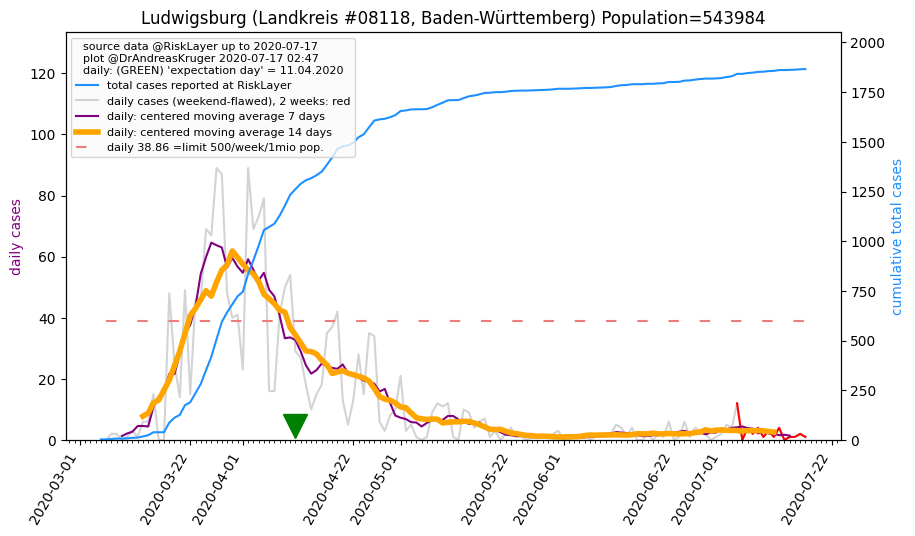 Ludwigsburg (Landkreis #08118, Baden-Württemberg) Population=543984
source data @RiskLayer up to 2020-07-17
plot @DrAndreasKruger 2020-07-17 02:47
daily: (GREEN) 'expectation day' = 11.04.2020
total cases reported at RiskLayer
daily cases (weekend-flawed), 2 weeks: red
daily: centered moving average 7 days
daily: centered moving average 14 days
daily 38.86 =limit 500/week/1mio pop.
daily cases
120
100
80
60
40
20
0
cumulative total cases
2000
1750
1500
1250
1000
750
500
250
0
2020-03-01
2020-03-22
2020-04-01
2020-04-22
2020-05-01
2020-05-22
2020-06-01
2020-06-22
2020-07-01
2020-07-22